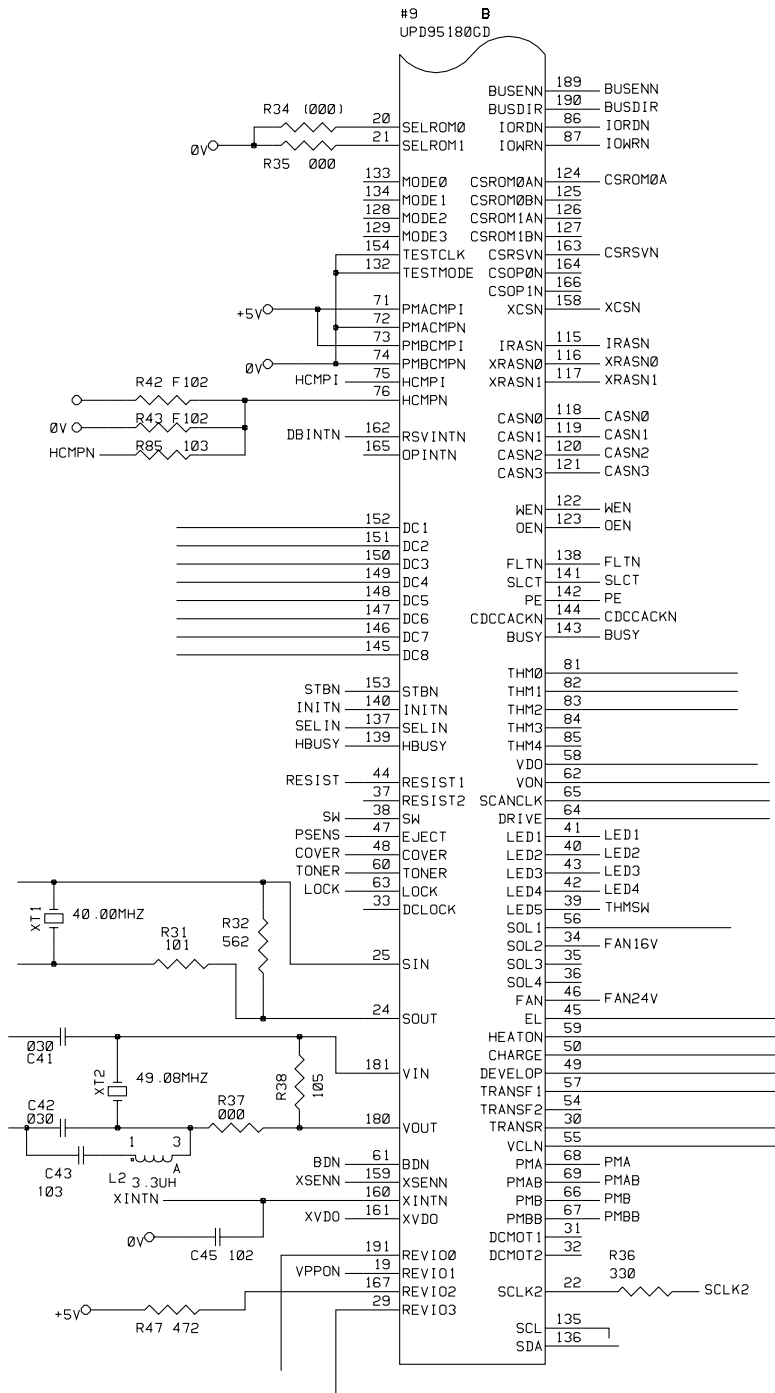 #9 B
UPD95180GD
189 BUSENN BUSENN
190 BUSDIR BUSDIR
R34 (000) 20 SELROM0 86 IORDN IORDN
0V 21 SELROM1 87 IOWRN IOWRN
R35 000
133 MODE0 124 CSROM0AN CSROM0A
134 MODE1 125 CSROM0BN
128 MODE2 126 CSROM1AN
129 MODE3 127 CSROM1BN
154 TESTCLK 163 CSRSVN CSRSVN
132 TESTMODE 164 CSOP0N
166 CSOP1N
+5V 71 PMACMPI 158 XCSN XCSN
72 PMACMPN
73 PMBCMPI 115 IRASN IRASN
0V 74 PMBCMPN 116 XRASN0 XRASN0
HCMPI 75 HCMPI 117 XRASN1 XRASN1
R42 F102 76 HCMPN
118 CASN0 CASN0
0V R43 F102
DBINTN 162 RSVINTN 119 CASN1 CASN1
HCMPN R85 103 165 OPINTN 120 CASN2 CASN2
121 CASN3 CASN3
122 WEN WEN
152 DC1 123 OEN OEN
151 DC2
150 DC3 138 FLTN FLTN
149 DC4 141 SLCT SLCT
148 DC5 142 PE PE
147 DC6 144 CDCCACKN CDCCACKN
146 DC7 143 BUSY BUSY
145 DC8
81 THM0
STBN 153 STBN 82 THM1
INITN 140 INITN 83 THM2
SELIN 137 SELIN 84 THM3
HBUSY 139 HBUSY 85 THM4
58 VDO
RESIST 44 RESIST1 62 VON
37 RESIST2 65 SCANCLK
SW 38 SW 64 DRIVE
PSENS 47 EJECT 41 LED1 LED1
COVER 48 COVER 40 LED2 LED2
TONER 60 TONER 43 LED3 LED3
LOCK 63 LOCK 42 LED4 LED4
33 DCLOCK 39 LED5 THMSW
XT1 40.00MHZ
R32
562
56 SOL1
R31
101
34 SOL2 FAN16V
25 SIN 35 SOL3
36 SOL4
46 FAN FAN24V
24 SOUT 45 EL
030
C41
59 HEATON
50 CHARGE
XT2 49.08MHZ
R38
105
181 VIN 49 DEVELOP
57 TRANSF1
C42
030
R37
000
54 TRANSF2
180 VOUT 30 TRANSR
1 3
55 VCLN
C43
103
L2 3.3UH A
BDN 61 BDN 68 PMA PMA
XSENN 159 XSENN 69 PMAB PMAB
XINTN 160 XINTN 66 PMB PMB
XVDO 161 XVDO 67 PMBB PMBB
0V C45 102 31 DCMOT1
191 REVIO0 32 DCMOT2
VPPON 19 REVIO1
R36
330
167 REVIO2 22 SCLK2 SCLK2
+5V 29 REVIO3
R47 472
135 SCL
136 SDA